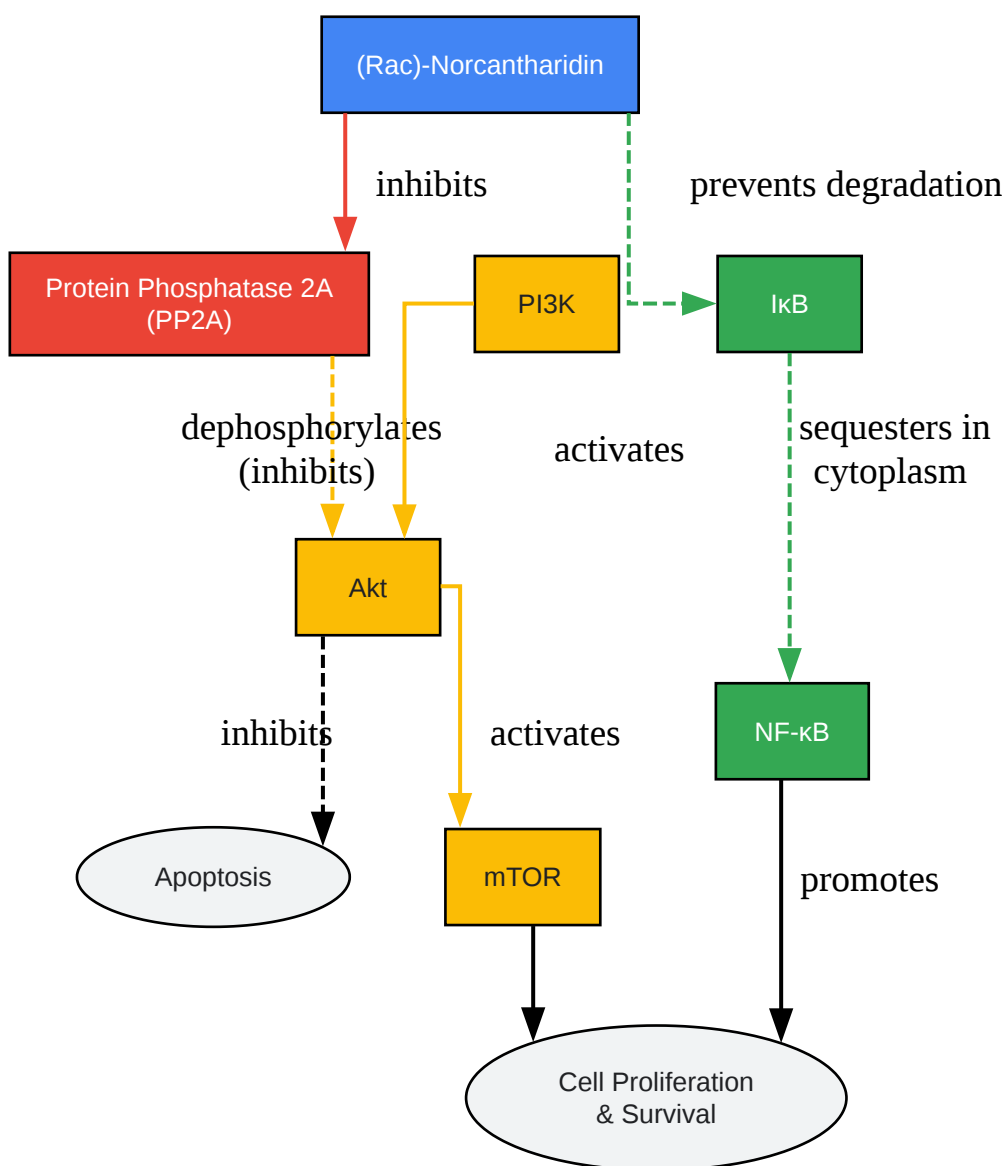 (Rac)-Norcantharidin
inhibits
prevents degradation
Protein Phosphatase 2A
(PP2A)
PI3K
IκB
dephosphorylates
(inhibits)
activates
sequesters in
cytoplasm
Akt
inhibits
activates
NF-κB
Apoptosis
mTOR
promotes
Cell Proliferation
& Survival